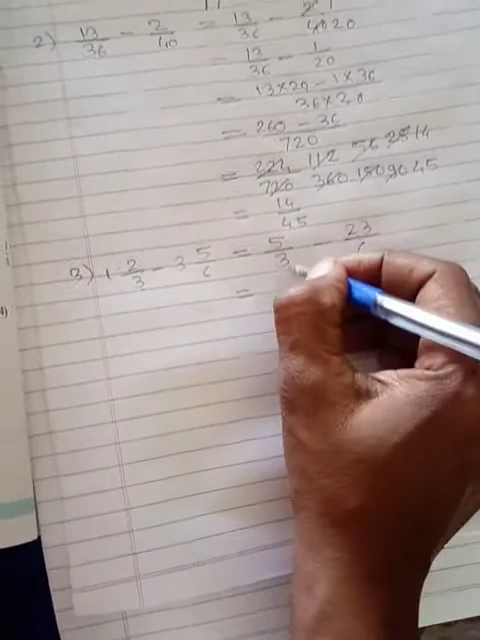 2) 13/36 - 2/40 = 13/36 - 2 1/40 20
= 13/36 - 1/20
= 13×20 - 1×36/36×20
= 260 - 36/720
= 224 112 56 28 14/720 360 180 90 45
= 14/45
3) 1 2/3 - 3 5/6 = 5/3 - 23/6
=